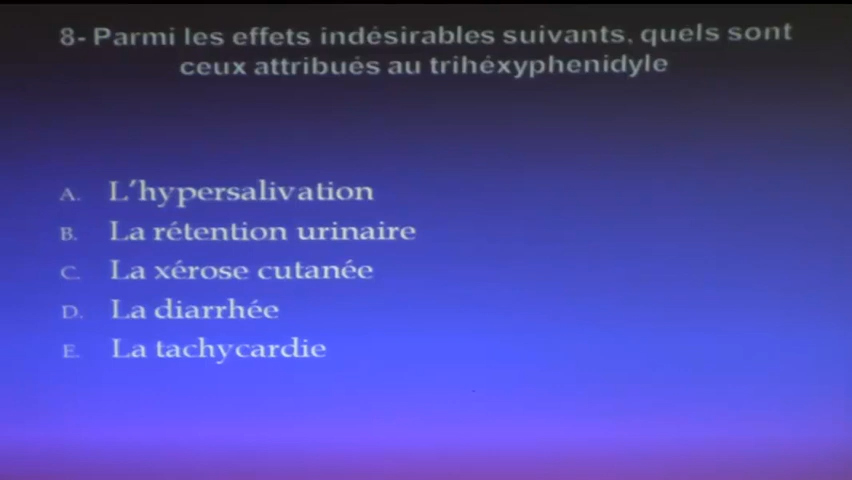 8- Parmi les effets indésirables suivants, quels sont
ceux attribués au trihéxyphenidyle
A. L'hypersalivation
B. La rétention urinaire
C. La xérose cutanée
D. La diarrhée
E. La tachycardie